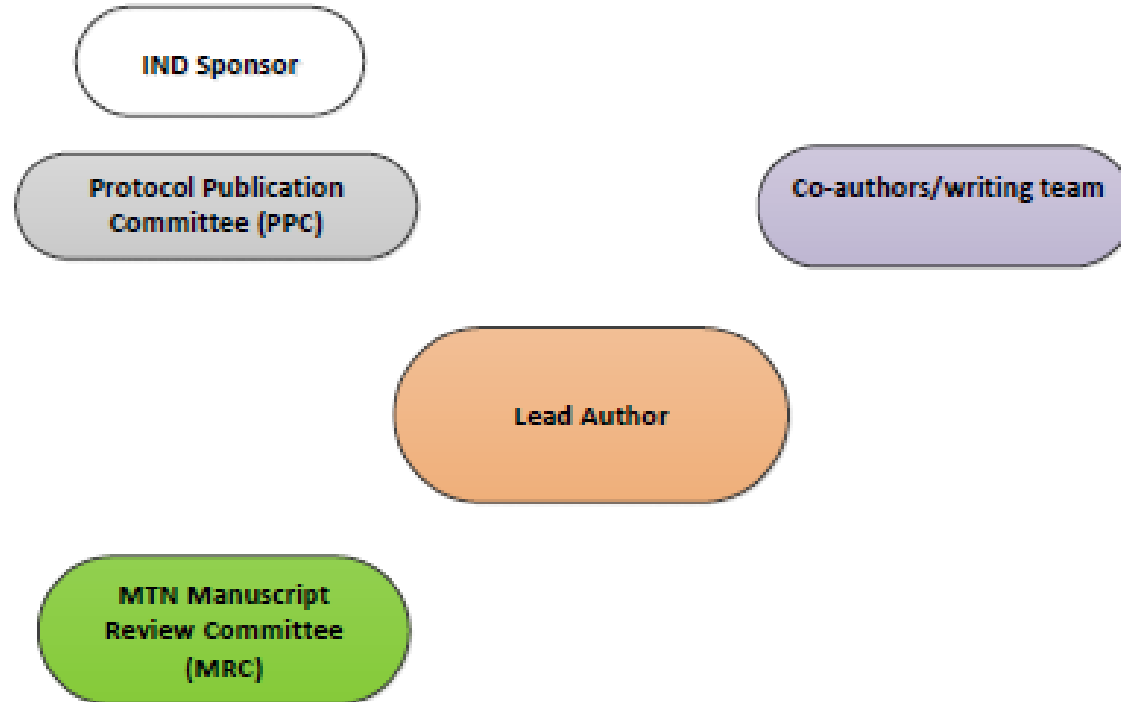 IND Sponsor
Protocol Publication
Committee (PPC)
Co-authors/writing team
Lead Author
MTN Manuscript
Review Committee
(MRC)